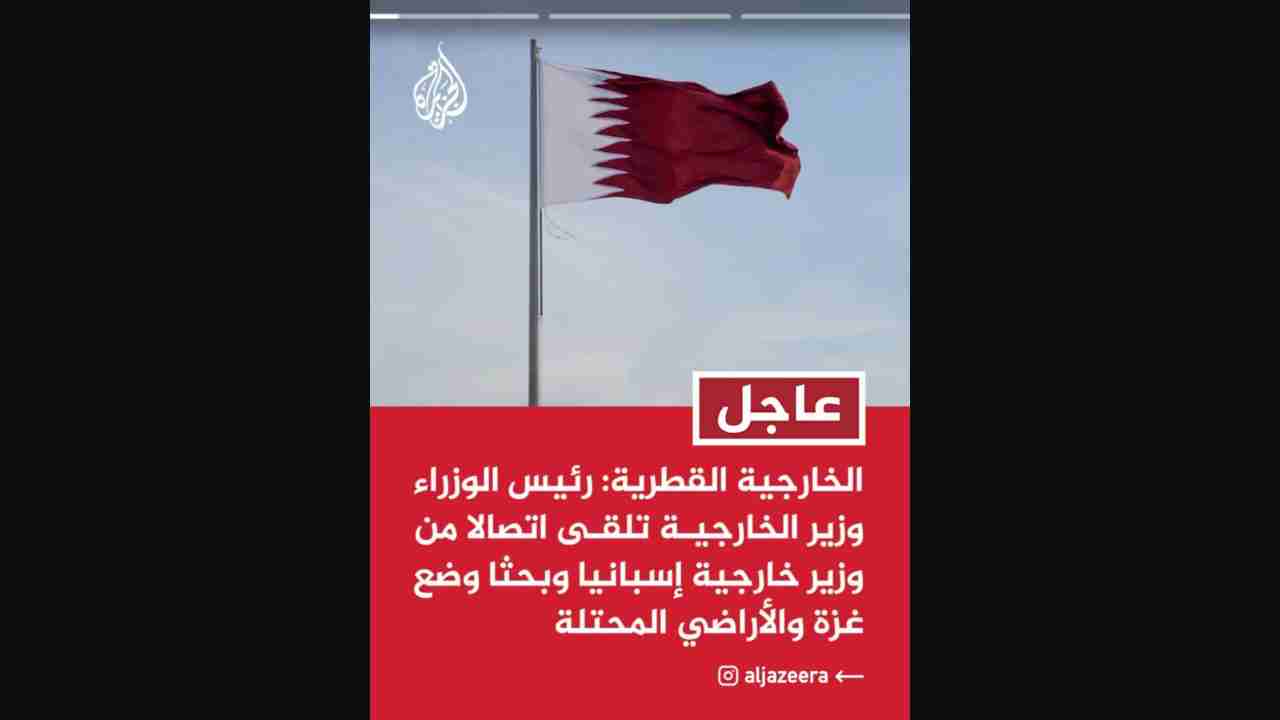 الجزيرة
عاجل
الخارجية القطرية: رئيس الوزراء
وزير الخارجيـة تلقـى اتصالا من
وزير خارجية إسبانيا وبحثا وضع
غزة والأراضي المحتلة
aljazeera